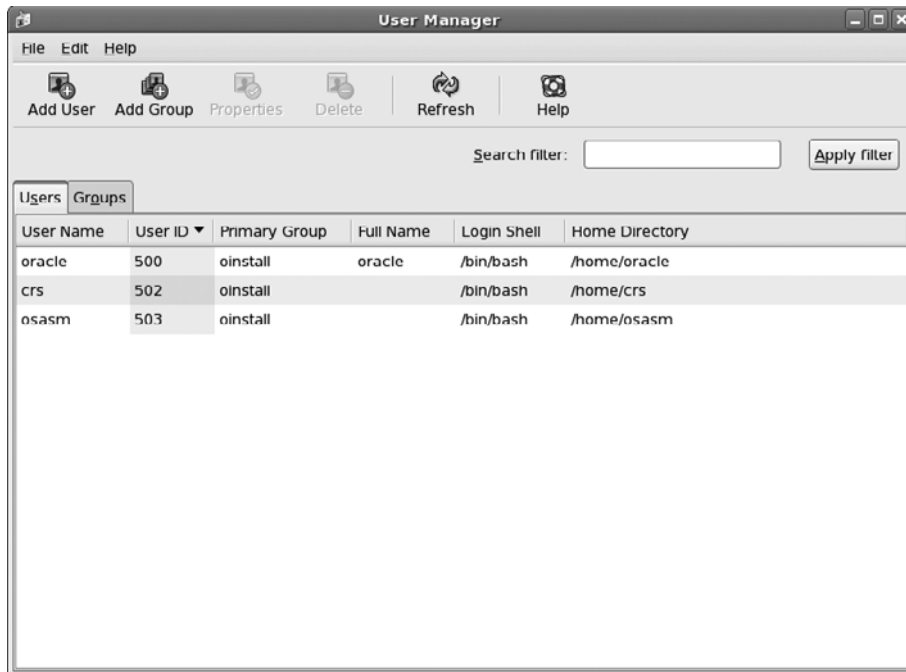 User Manager
File Edit Help
Add User Add Group Properties Delete Refresh Help
Search filter: Apply filter
Users Groups
User Name User ID Primary Group Full Name Login Shell Home Directory
oracle 500 oinstall oracle /bin/bash /home/oracle
crs 502 oinstall /bin/bash /home/crs
osasm 503 oinstall /bin/bash /home/osasm